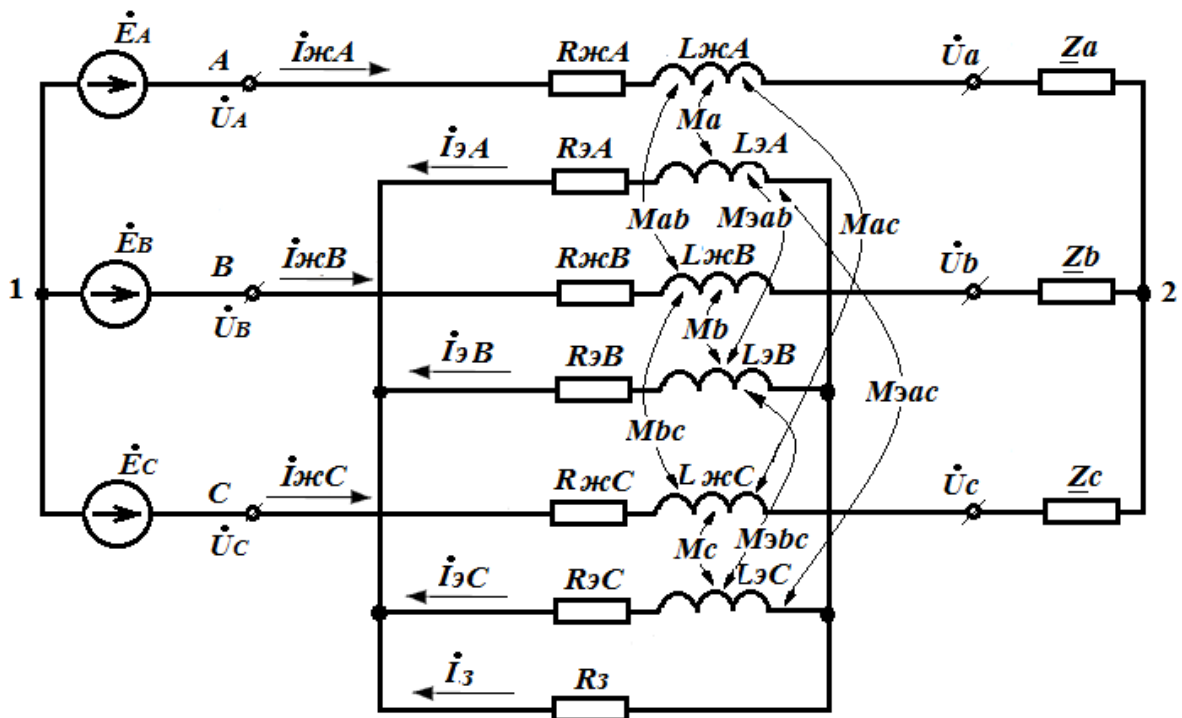 ĖA
A İжA RжA LжA U̇a Za
U̇A Ma
İэA RэA LэA
Mab Mэab Mac
ĖB
1 B İжB RжB LжB U̇b Zb 2
U̇B Mb
İэB RэB LэB
Mэac
Mbc
ĖC
C İжC RжC LжC U̇c Zc
U̇C Mc Mэbc
İэC RэC LэC
İз Rз